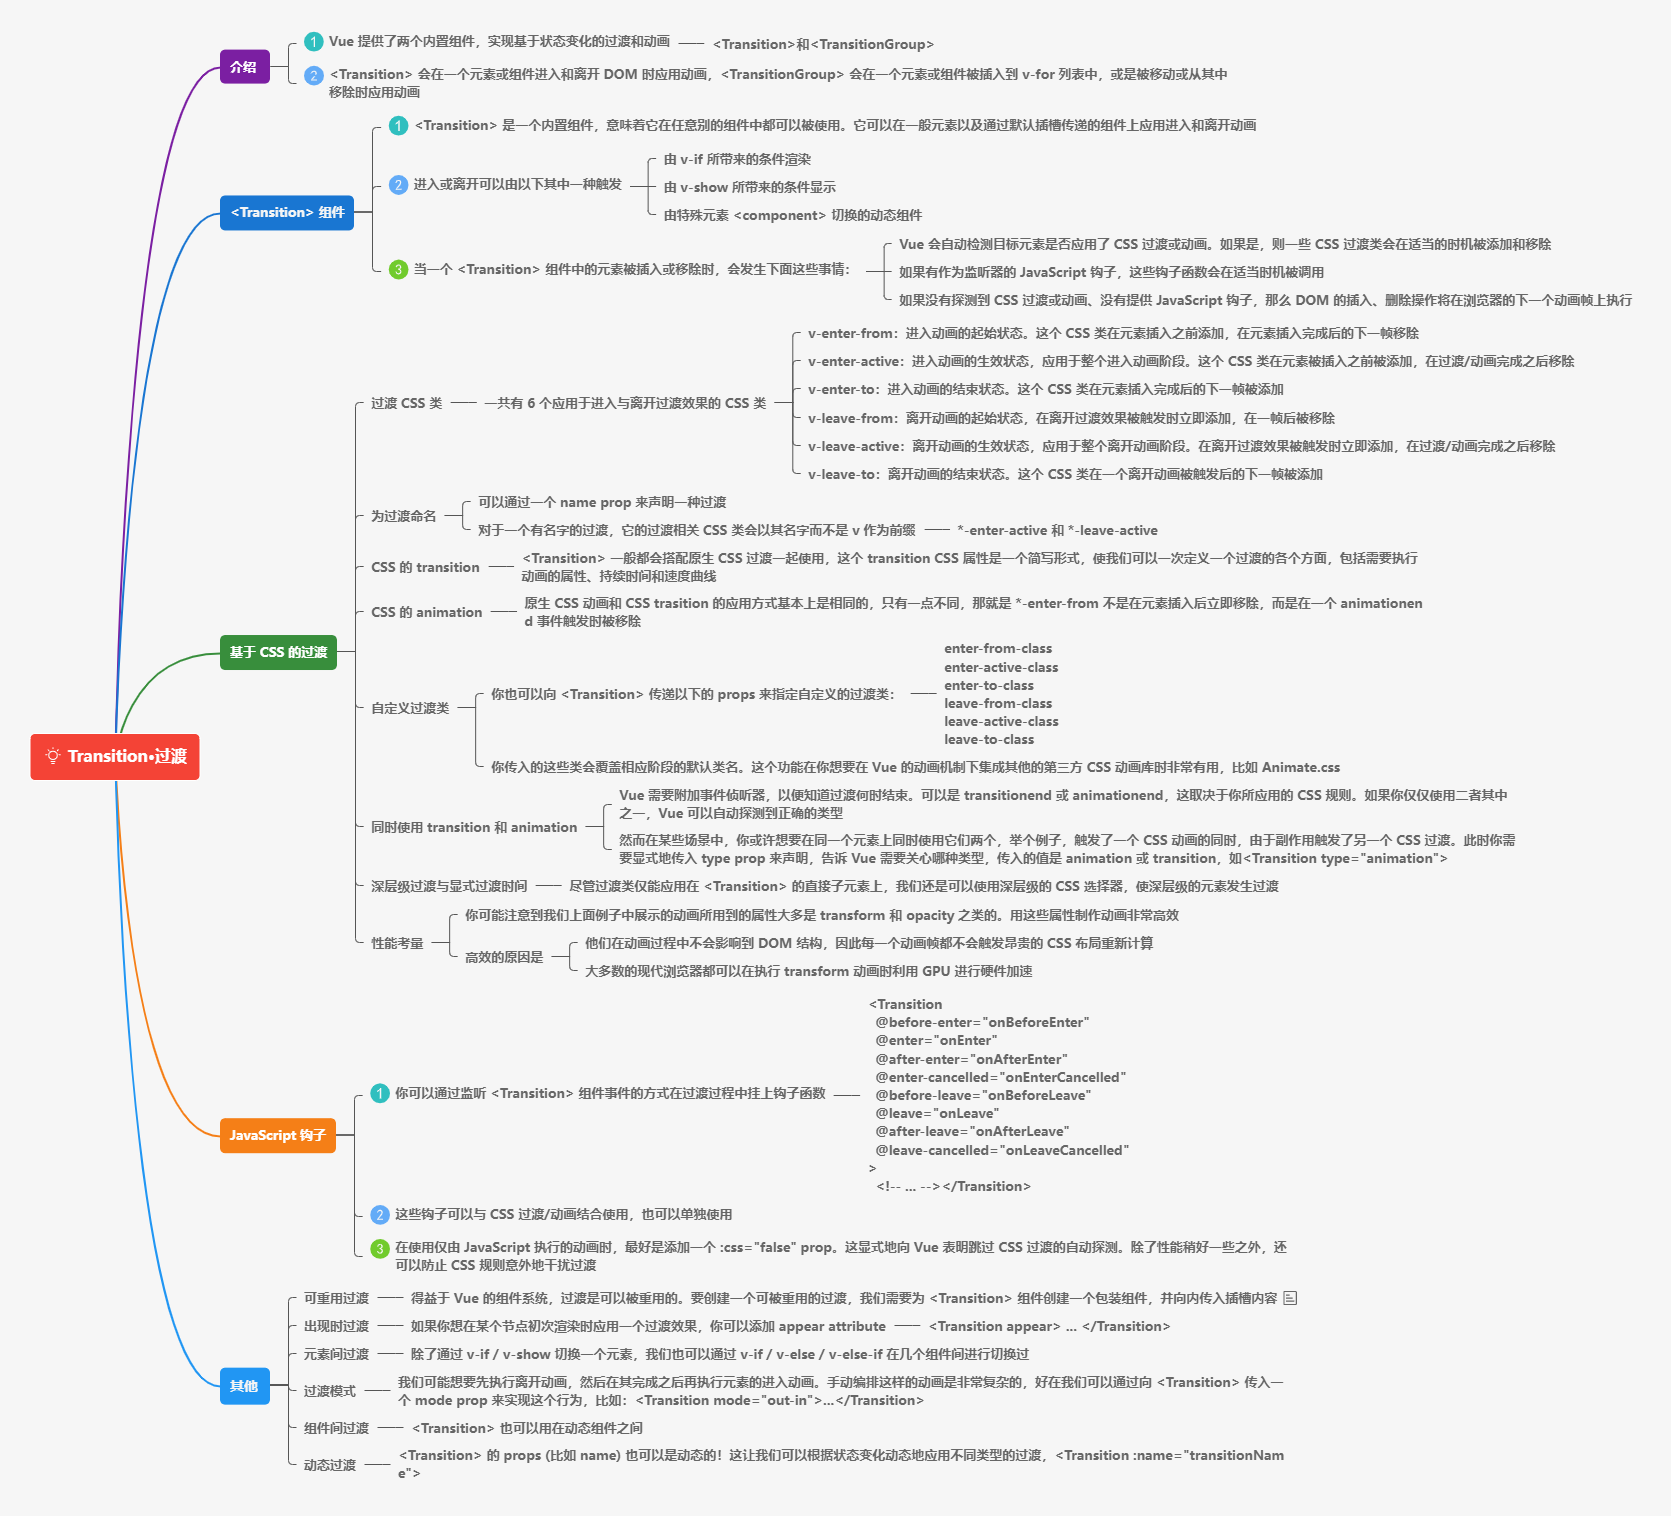 介绍
1 Vue 提供了两个内置组件，实现基于状态变化的过渡和动画
<Transition>和<TransitionGroup>
2 <Transition> 会在一个元素或组件进入和离开 DOM 时应用动画，<TransitionGroup> 会在一个元素或组件被插入到 v-for 列表中，或是被移动或从其中
移除时应用动画
<Transition> 组件
1 <Transition> 是一个内置组件，意味着它在任意别的组件中都可以被使用。它可以在一般元素以及通过默认插槽传递的组件上应用进入和离开动画
2 进入或离开可以由以下其中一种触发
由 v-if 所带来的条件渲染
由 v-show 所带来的条件显示
由特殊元素 <component> 切换的动态组件
3 当一个 <Transition> 组件中的元素被插入或移除时，会发生下面这些事情：
Vue 会自动检测目标元素是否应用了 CSS 过渡或动画。如果是，则一些 CSS 过渡类会在适当的时机被添加和移除
如果有作为监听器的 JavaScript 钩子，这些钩子函数会在适当时机被调用
如果没有探测到 CSS 过渡或动画、没有提供 JavaScript 钩子，那么 DOM 的插入、删除操作将在浏览器的下一个动画帧上执行
基于 CSS 的过渡
过渡 CSS 类
一共有 6 个应用于进入与离开过渡效果的 CSS 类
v-enter-from：进入动画的起始状态。这个 CSS 类在元素插入之前添加，在元素插入完成后的下一帧移除
v-enter-active：进入动画的生效状态，应用于整个进入动画阶段。这个 CSS 类在元素被插入之前被添加，在过渡/动画完成之后移除
v-enter-to：进入动画的结束状态。这个 CSS 类在元素插入完成后的下一帧被添加
v-leave-from：离开动画的起始状态，在离开过渡效果被触发时立即添加，在一帧后被移除
v-leave-active：离开动画的生效状态，应用于整个离开动画阶段。在离开过渡效果被触发时立即添加，在过渡/动画完成之后移除
v-leave-to：离开动画的结束状态。这个 CSS 类在一个离开动画被触发后的下一帧被添加
为过渡命名
可以通过一个 name prop 来声明一种过渡
对于一个有名字的过渡，它的过渡相关 CSS 类会以其名字而不是 v 作为前缀
*-enter-active 和 *-leave-active
CSS 的 transition
<Transition> 一般都会搭配原生 CSS 过渡一起使用，这个 transition CSS 属性是一个简写形式，使我们可以一次定义一个过渡的各个方面，包括需要执行
动画的属性、持续时间和速度曲线
CSS 的 animation
原生 CSS 动画和 CSS trasition 的应用方式基本上是相同的，只有一点不同，那就是 *-enter-from 不是在元素插入后立即移除，而是在一个 animationen
d 事件触发时被移除
自定义过渡类
你也可以向 <Transition> 传递以下的 props 来指定自定义的过渡类：
enter-from-class
enter-active-class
enter-to-class
leave-from-class
leave-active-class
leave-to-class
你传入的这些类会覆盖相应阶段的默认类名。这个功能在你想要在 Vue 的动画机制下集成其他的第三方 CSS 动画库时非常有用，比如 Animate.css
同时使用 transition 和 animation
Vue 需要附加事件侦听器，以便知道过渡何时结束。可以是 transitionend 或 animationend，这取决于你所应用的 CSS 规则。如果你仅仅使用二者其中
之一，Vue 可以自动探测到正确的类型
然而在某些场景中，你或许想要在同一个元素上同时使用它们两个，举个例子，触发了一个 CSS 动画的同时，由于副作用触发了另一个 CSS 过渡。此时你需
要显式地传入 type prop 来声明，告诉 Vue 需要关心哪种类型，传入的值是 animation 或 transition，如<Transition type="animation">
深层级过渡与显式过渡时间
尽管过渡类仅能应用在 <Transition> 的直接子元素上，我们还是可以使用深层级的 CSS 选择器，使深层级的元素发生过渡
性能考量
你可能注意到我们上面例子中展示的动画所用到的属性大多是 transform 和 opacity 之类的。用这些属性制作动画非常高效
高效的原因是
他们在动画过程中不会影响到 DOM 结构，因此每一个动画帧都不会触发昂贵的 CSS 布局重新计算
大多数的现代浏览器都可以在执行 transform 动画时利用 GPU 进行硬件加速
Transition•过渡
JavaScript 钩子
1 你可以通过监听 <Transition> 组件事件的方式在过渡过程中挂上钩子函数
<Transition
@before-enter="onBeforeEnter"
@enter="onEnter"
@after-enter="onAfterEnter"
@enter-cancelled="onEnterCancelled"
@before-leave="onBeforeLeave"
@leave="onLeave"
@after-leave="onAfterLeave"
@leave-cancelled="onLeaveCancelled"
>
<!-- ... --></Transition>
2 这些钩子可以与 CSS 过渡/动画结合使用，也可以单独使用
3 在使用仅由 JavaScript 执行的动画时，最好是添加一个 :css="false" prop。这显式地向 Vue 表明跳过 CSS 过渡的自动探测。除了性能稍好一些之外，还
可以防止 CSS 规则意外地干扰过渡
其他
可重用过渡
得益于 Vue 的组件系统，过渡是可以被重用的。要创建一个可被重用的过渡，我们需要为 <Transition> 组件创建一个包装组件，并向内传入插槽内容
出现时过渡
如果你想在某个节点初次渲染时应用一个过渡效果，你可以添加 appear attribute
<Transition appear> ... </Transition>
元素间过渡
除了通过 v-if / v-show 切换一个元素，我们也可以通过 v-if / v-else / v-else-if 在几个组件间进行切换过
过渡模式
我们可能想要先执行离开动画，然后在其完成之后再执行元素的进入动画。手动编排这样的动画是非常复杂的，好在我们可以通过向 <Transition> 传入一
个 mode prop 来实现这个行为，比如：<Transition mode="out-in">...</Transition>
组件间过渡
<Transition> 也可以用在动态组件之间
动态过渡
<Transition> 的 props (比如 name) 也可以是动态的！这让我们可以根据状态变化动态地应用不同类型的过渡，<Transition :name="transitionNam
e">